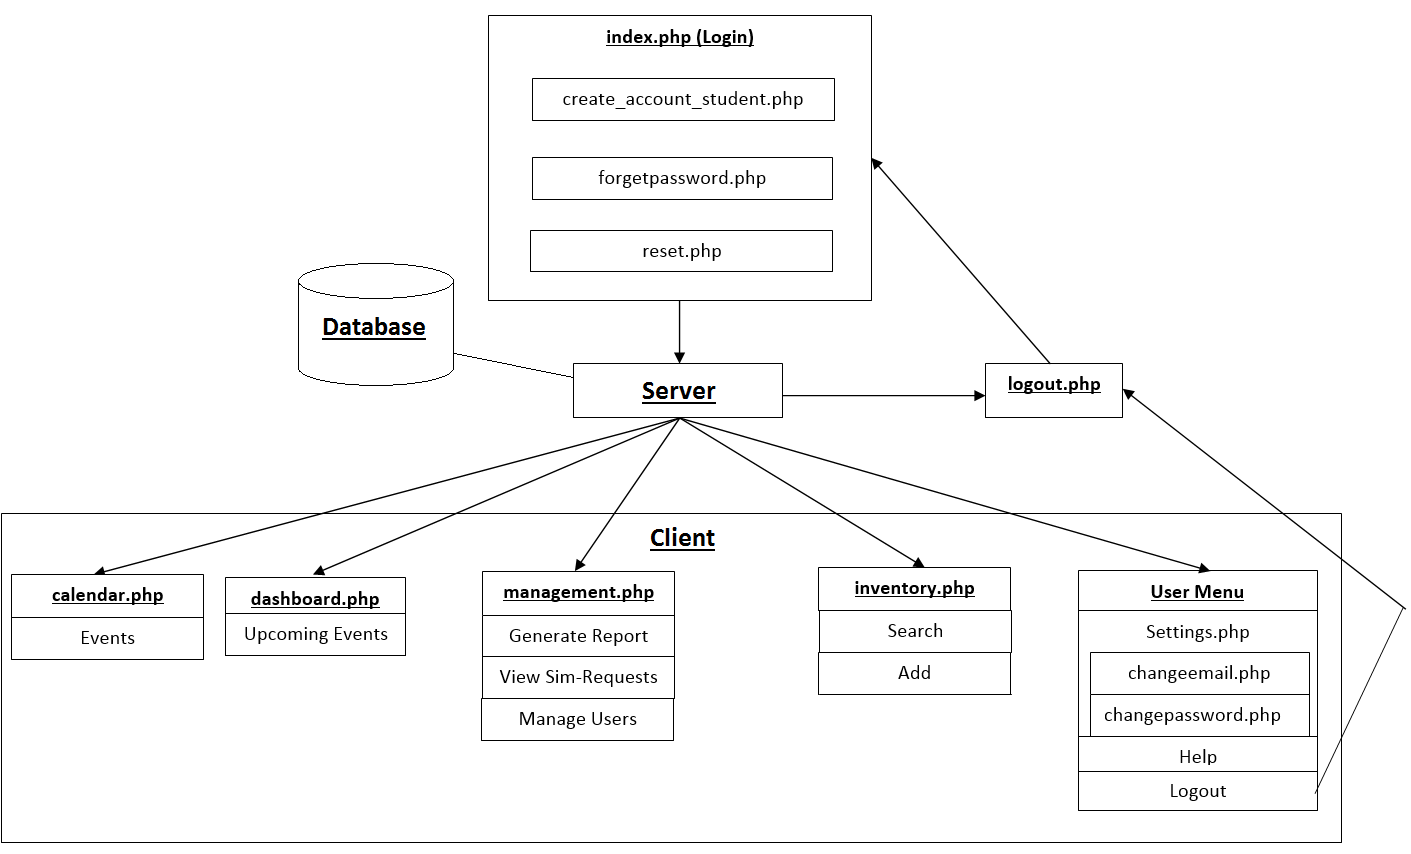 index.php (Login)
create_account_student.php
forgetpassword.php
reset.php
Database
Server
logout.php
Client
calendar.php
Events
dashboard.php
Upcoming Events
management.php
Generate Report
View Sim-Requests
Manage Users
inventory.php
Search
Add
User Menu
Settings.php
changeemail.php
changepassword.php
Help
Logout